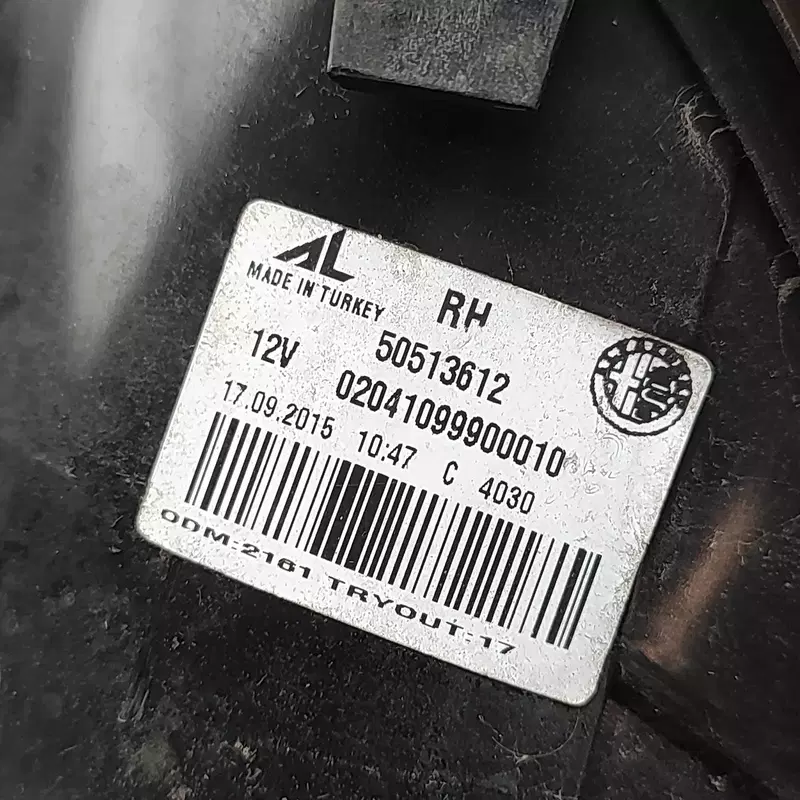 AL
MADE IN TURKEY
RH
12V 50513612
02041099900010
17.09.2015 10:47 C 4030
ODM:2161 TRYOUT:17